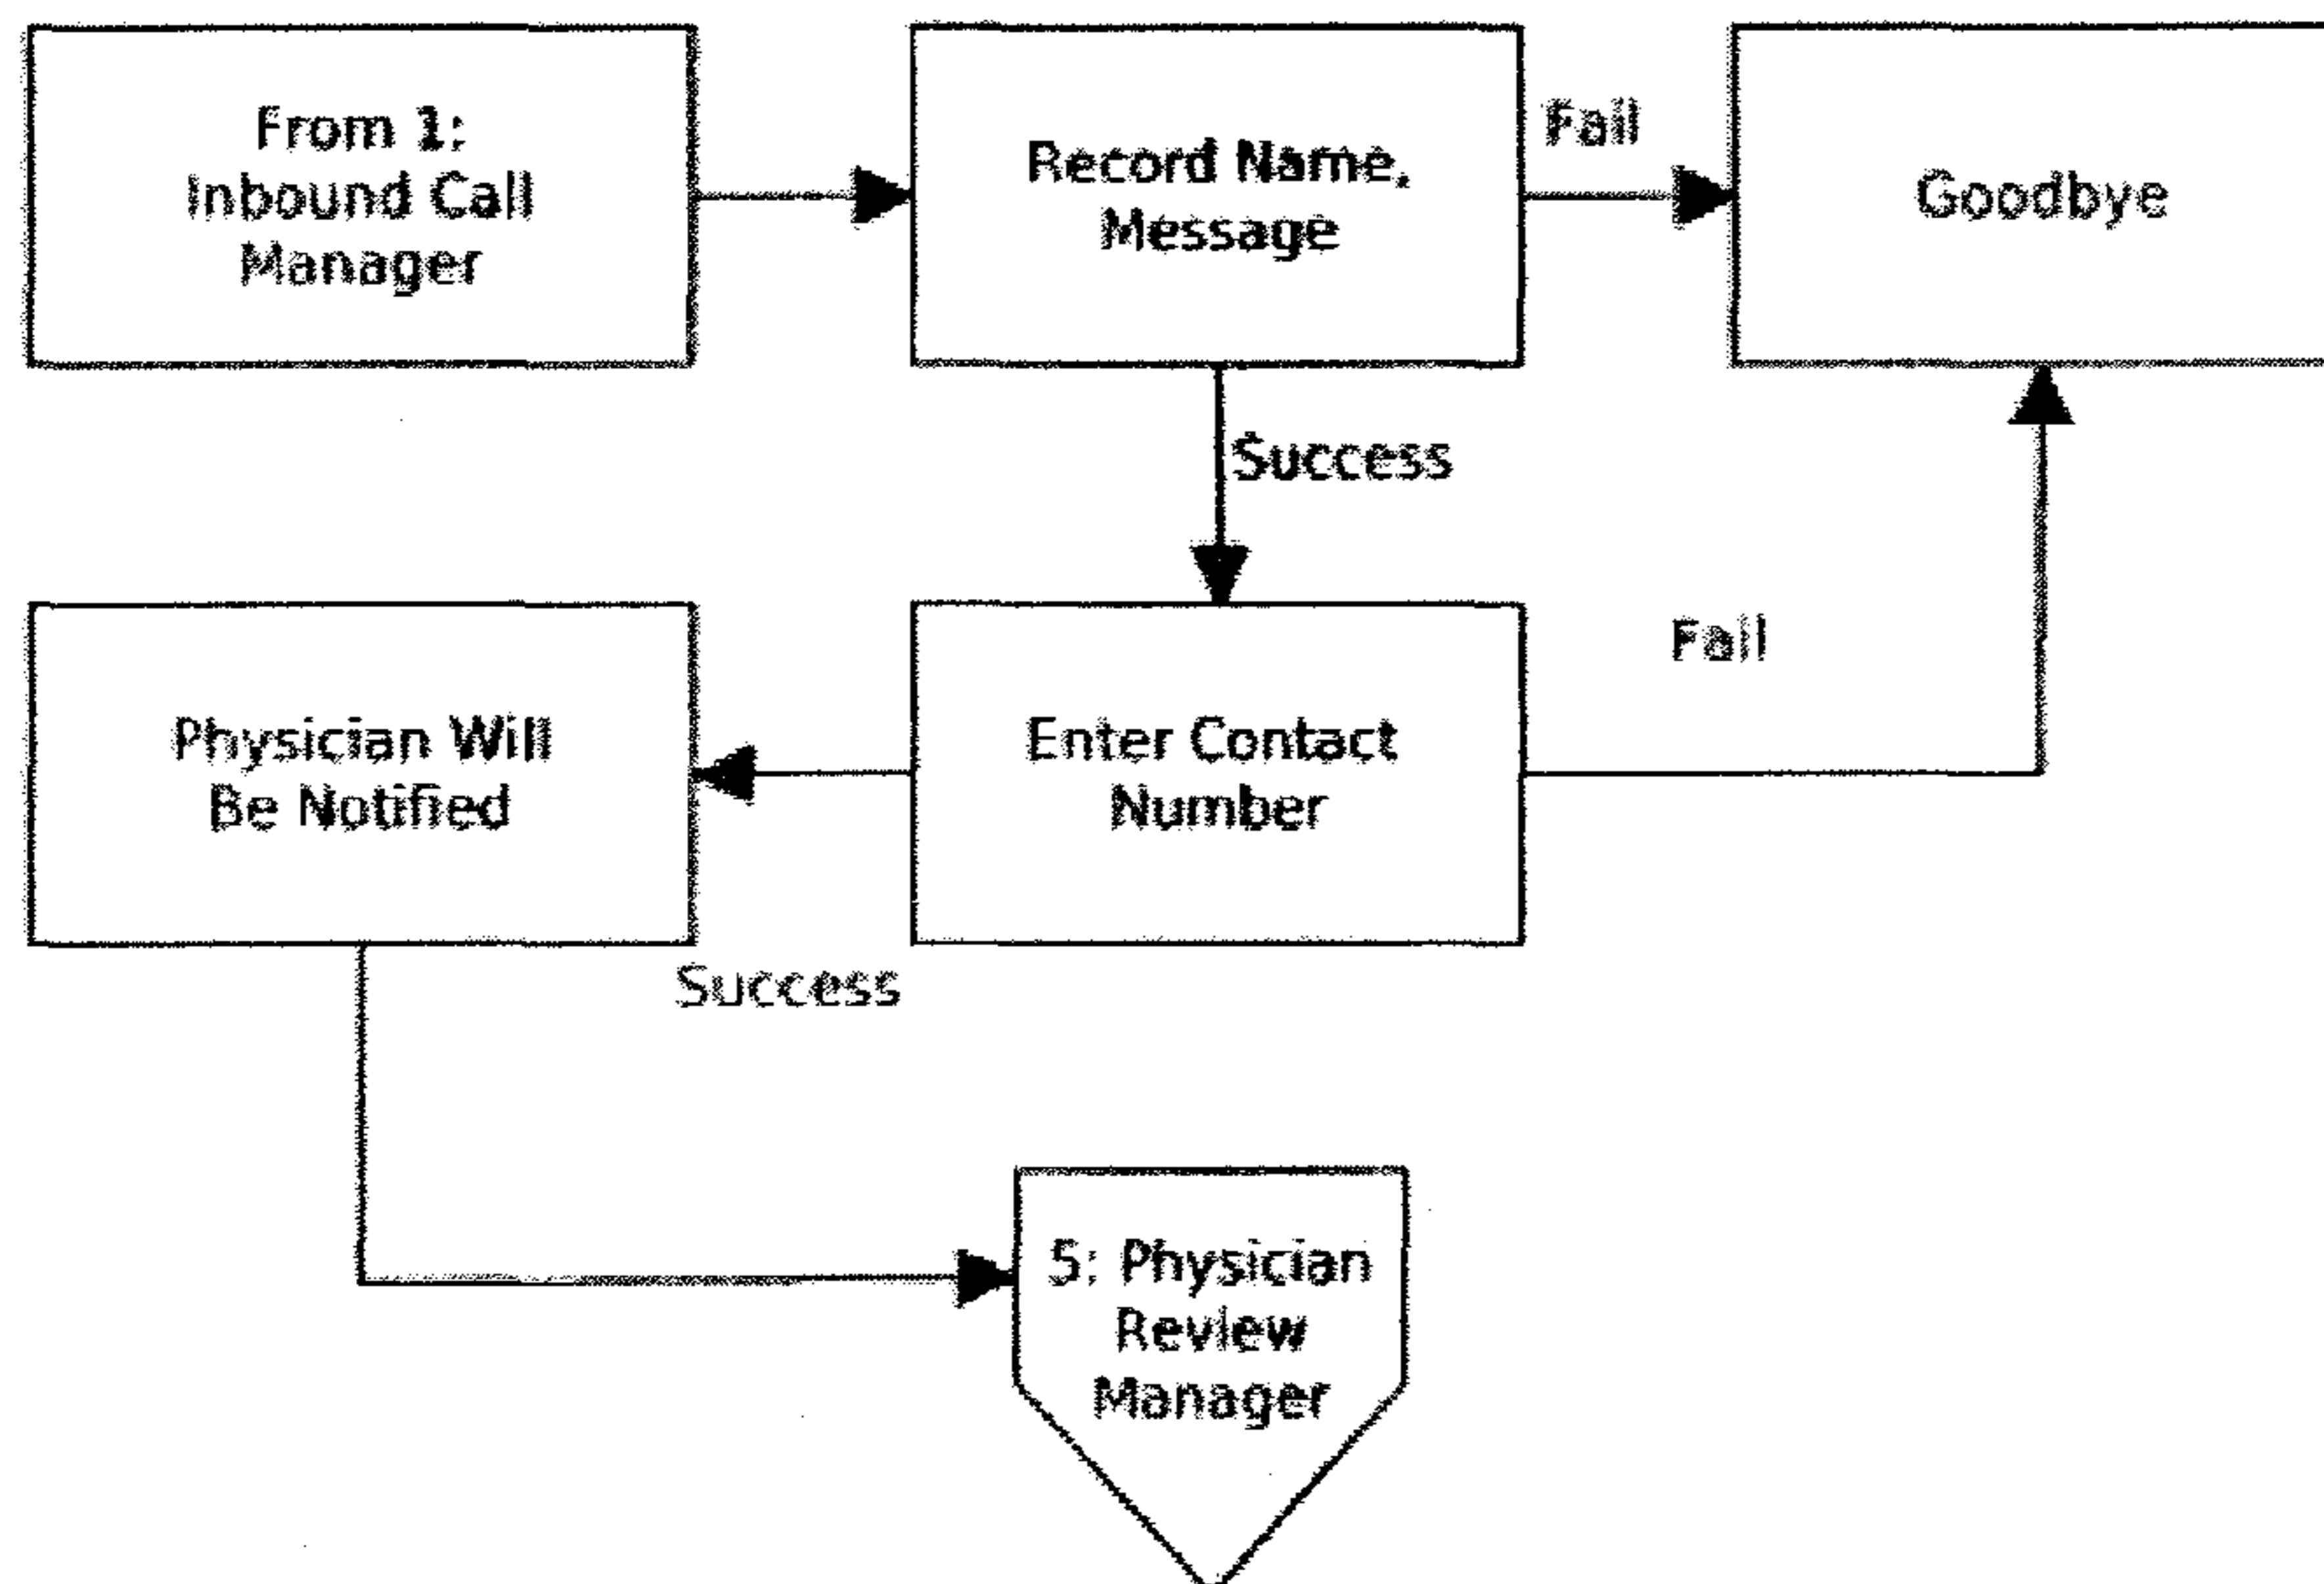 From 1:
Inbound Call
Manager
Record Name,
Message
Fail
Goodbye
Success
Physician Will
Be Notified
Enter Contact
Number
Fail
Success
5: Physician
Review
Manager